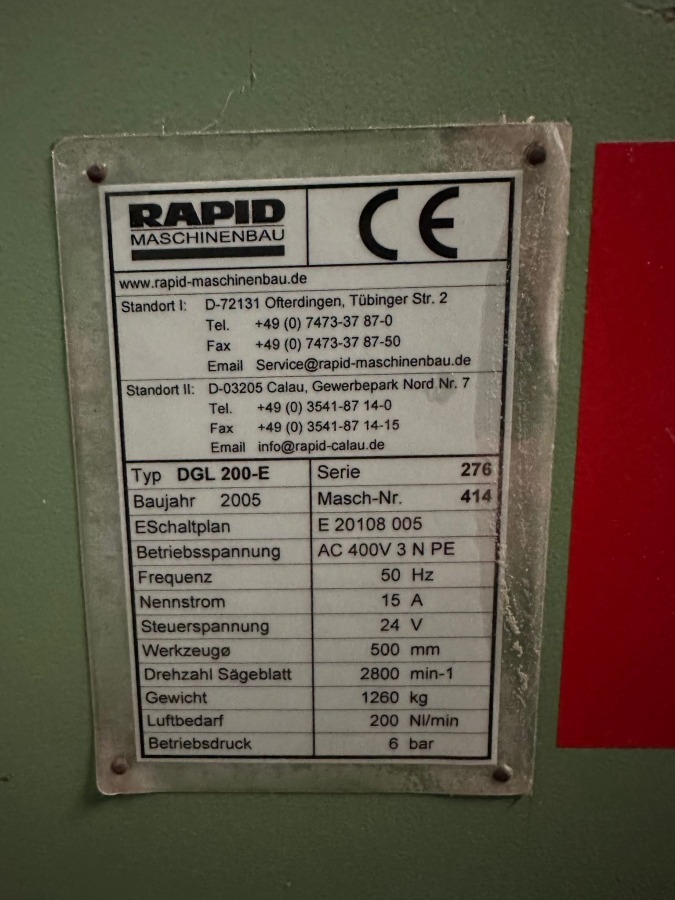 RAPID
MASCHINENBAU
CE
www.rapid-maschinenbau.de
Standort I: D-72131 Ofterdingen, Tübinger Str. 2
Tel. +49 (0) 7473-37 87-0
Fax +49 (0) 7473-37 87-50
Email Service@rapid-maschinenbau.de
Standort II: D-03205 Calau, Gewerbepark Nord Nr. 7
Tel. +49 (0) 3541-87 14-0
Fax +49 (0) 3541-87 14-15
Email info@rapid-calau.de
Typ DGL 200-E Serie 276
Baujahr 2005 Masch-Nr. 414
ESchaltplan E 20108 005
Betriebsspannung AC 400V 3 N PE
Frequenz 50 Hz
Nennstrom 15 A
Steuerspannung 24 V
Werkzeugø 500 mm
Drehzahl Sägeblatt 2800 min-1
Gewicht 1260 kg
Luftbedarf 200 Nl/min
Betriebsdruck 6 bar